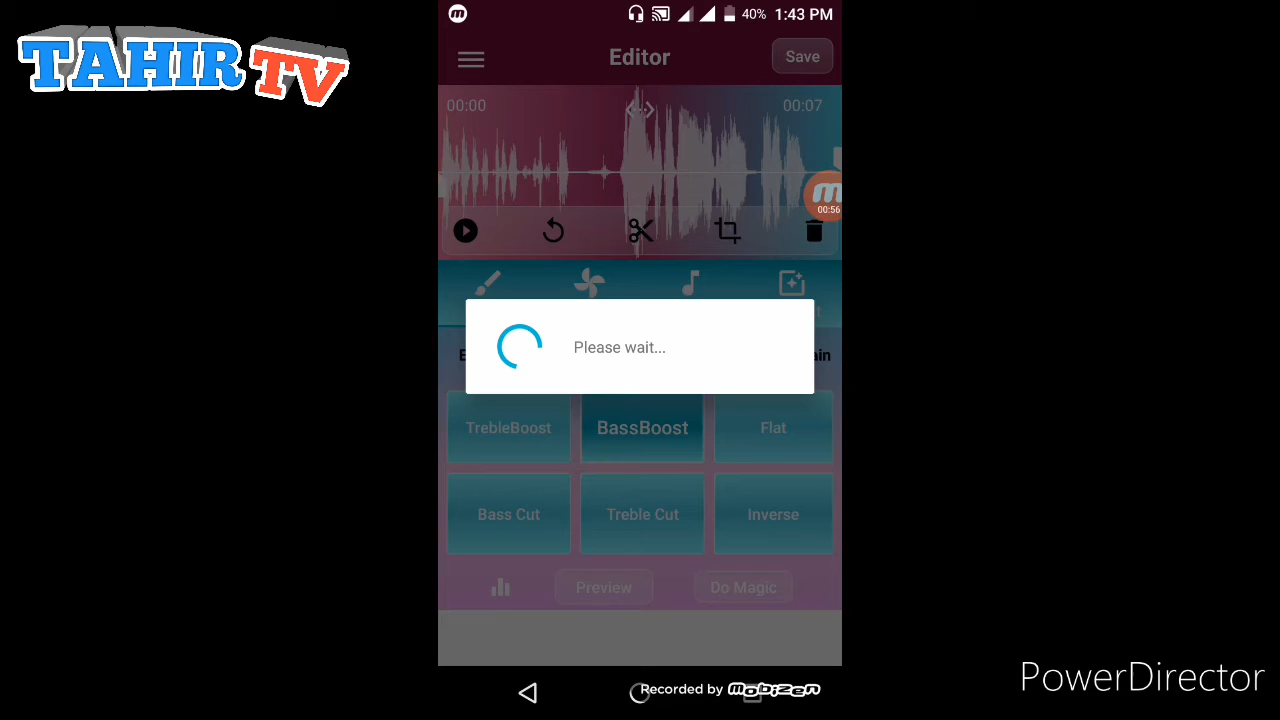 TAHIR TV
m 40% 1:43 PM
Editor Save
00:00 00:07
m
00:56
Please wait...
TrebleBoost BassBoost Flat
Bass Cut Treble Cut Inverse
Preview Do Magic
Recorded by mobizen
PowerDirector